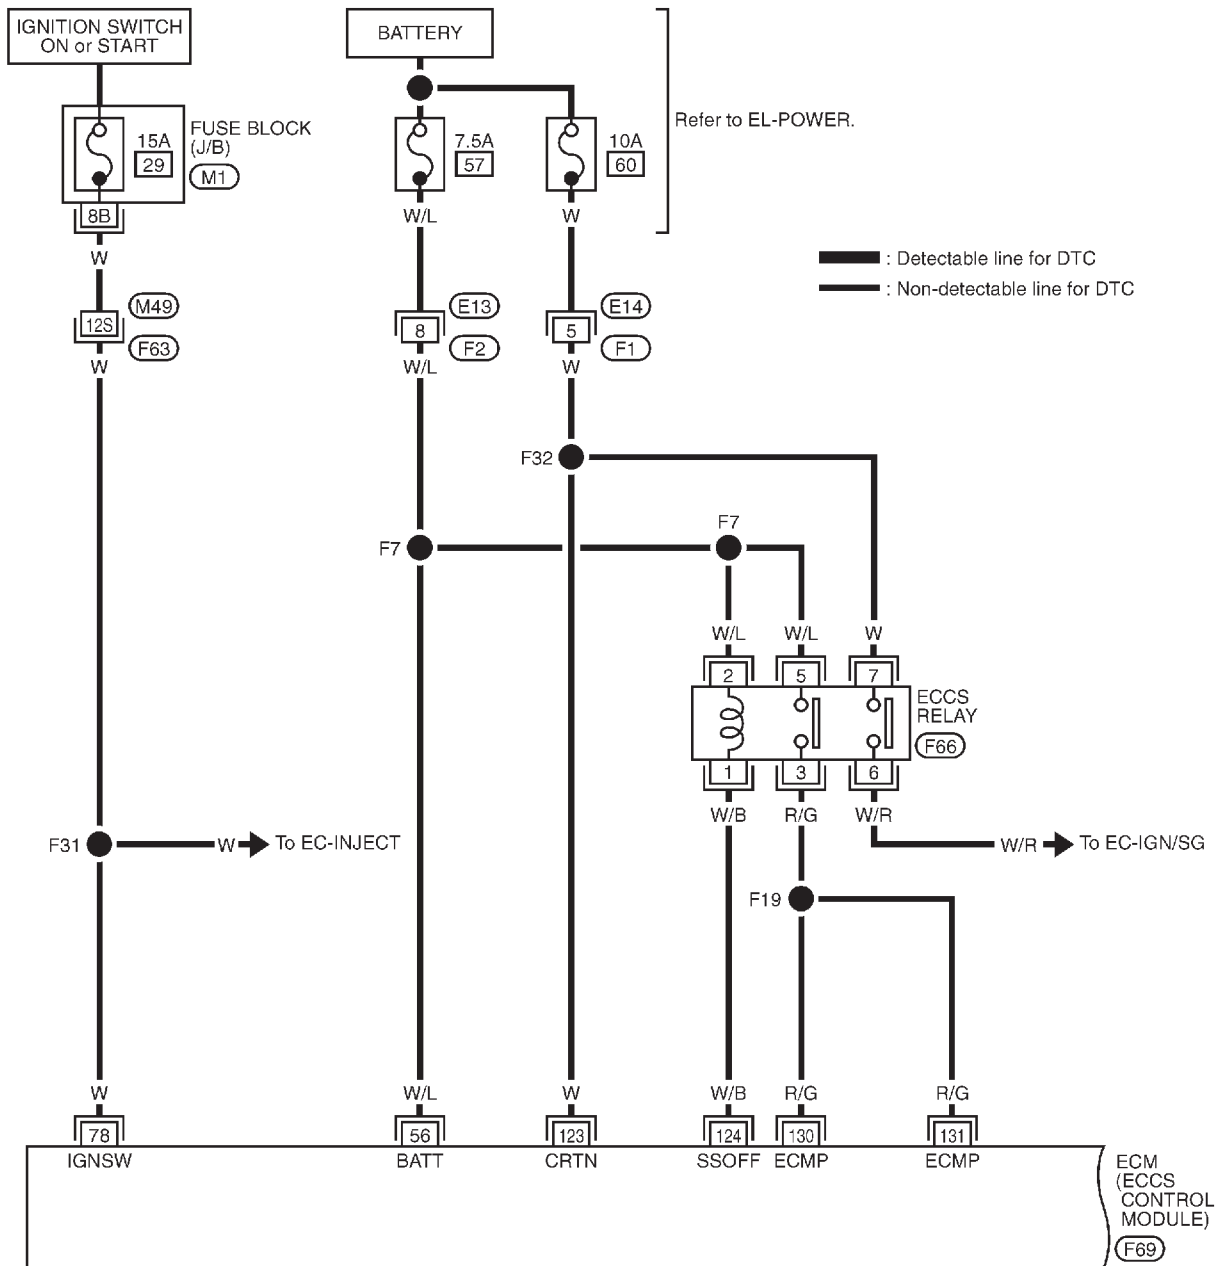 IGNITION SWITCH
ON or START
BATTERY
Refer to EL-POWER.
15A
29
FUSE BLOCK
(J/B)
M1
7.5A
57
10A
60
8B
W
W/L
W
: Detectable line for DTC
: Non-detectable line for DTC
M49
12S
F63
W
E13
8
F2
W/L
E14
5
F1
W
F32
F7
F7
W/L
W/L
W
2
5
7
ECCS
RELAY
F66
1
3
6
W/B
R/G
W/R
F31
W
To EC-INJECT
W/R
To EC-IGN/SG
F19
W
W/L
W
W/B
R/G
R/G
78
56
123
124
130
131
IGNSW
BATT
CRTN
SSOFF
ECMP
ECMP
ECM
(ECCS
CONTROL
MODULE)
F69